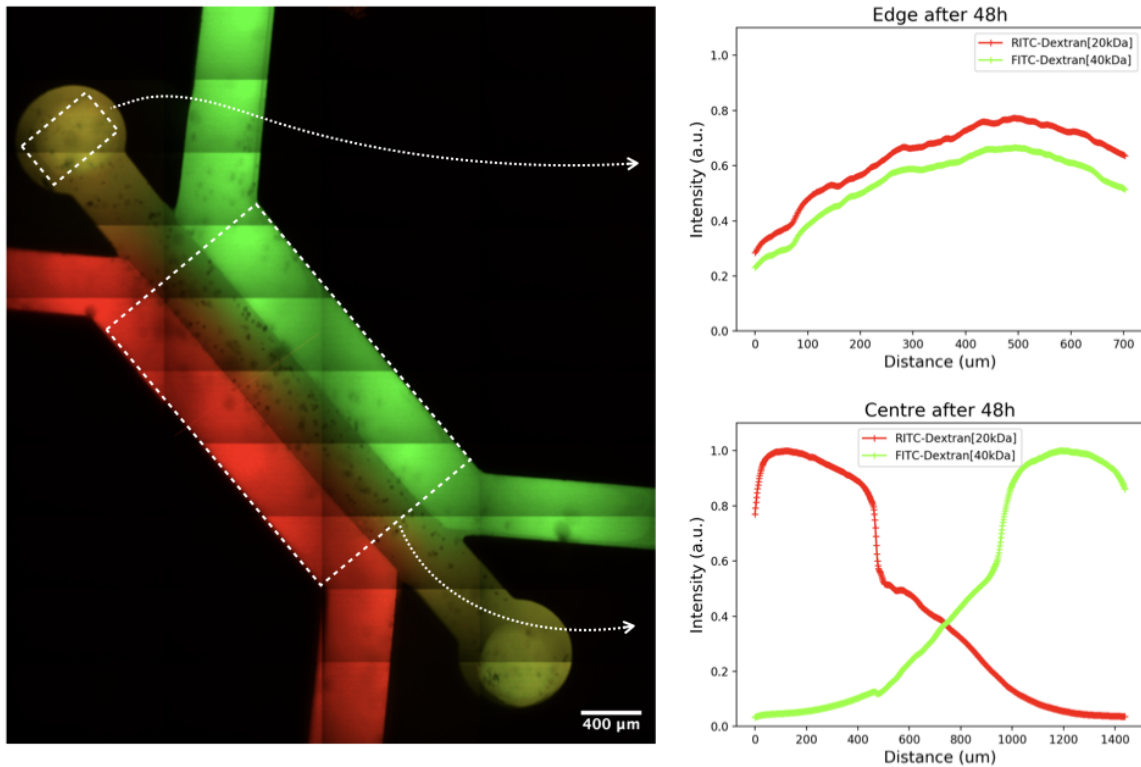 400 µm
Edge after 48h
RITC-Dextran[20kDa]
FITC-Dextran[40kDa]
Intensity (a.u.)
1.0
0.8
0.6
0.4
0.2
0.0
0 100 200 300 400 500 600 700
Distance (um)
Centre after 48h
RITC-Dextran[20kDa]
FITC-Dextran[40kDa]
Intensity (a.u.)
1.0
0.8
0.6
0.4
0.2
0.0
0 200 400 600 800 1000 1200 1400
Distance (um)